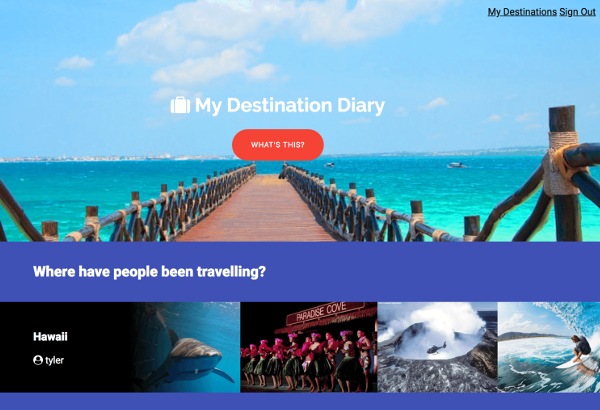 My Destinations Sign Out
My Destination Diary
WHAT'S THIS?
Where have people been travelling?
PARADISE COVE
Hawaii
tyler